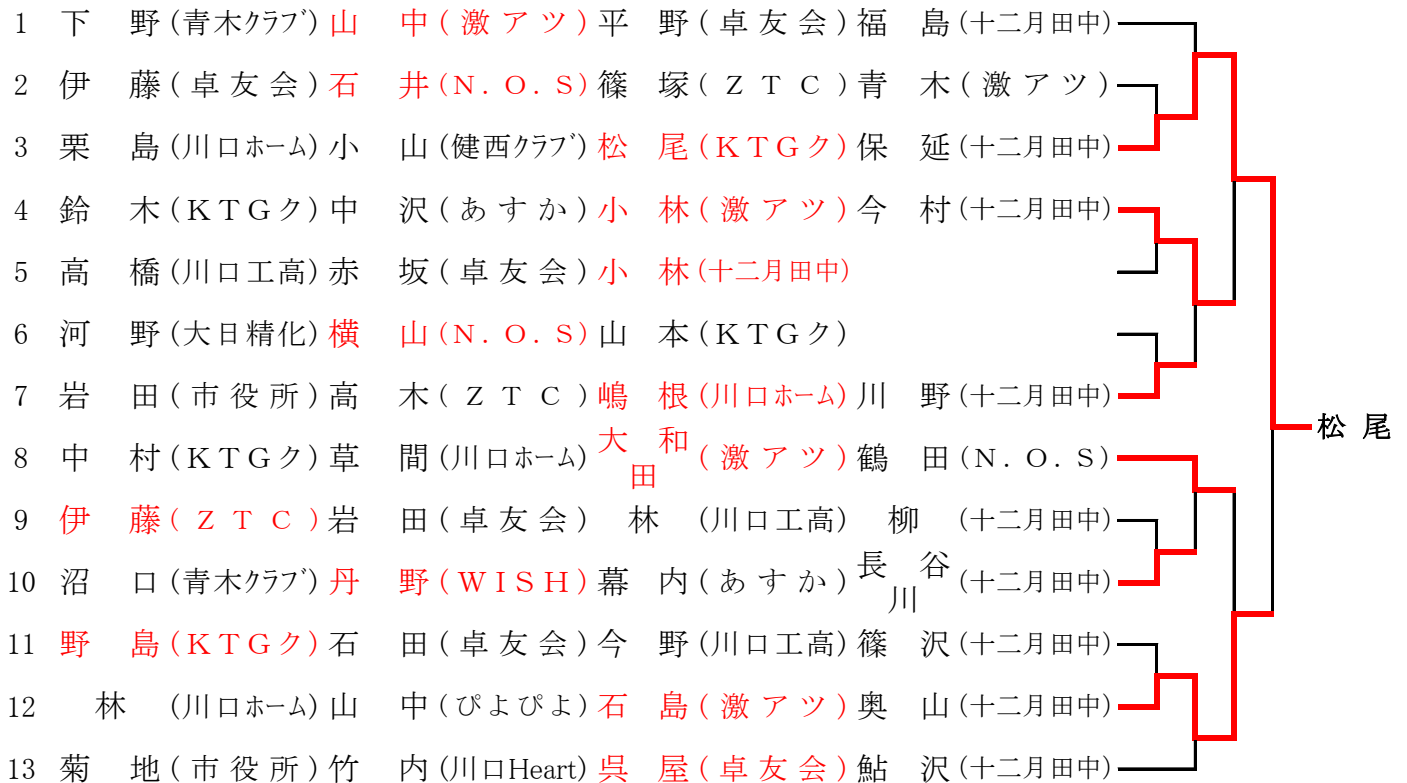 1 下 野 (青木クラブ) 山 中 (激アツ) 平 野 (卓友会) 福 島 (十二月田中)
2 伊 藤 (卓友会) 石 井 (N.O.S) 篠 塚 (ZTC) 青 木 (激アツ)
3 栗 島 (川口ホーム) 小 山 (健西クラブ) 松 尾 (KTGク) 保 延 (十二月田中)
4 鈴 木 (KTGク) 中 沢 (あすか) 小 林 (激アツ) 今 村 (十二月田中)
5 高 橋 (川口工高) 赤 坂 (卓友会) 小 林 (十二月田中)
6 河 野 (大日精化) 横 山 (N.O.S) 山 本 (KTGク)
7 岩 田 (市役所) 高 木 (ZTC) 嶋 根 (川口ホーム) 川 野 (十二月田中)
松 尾
8 中 村 (KTGク) 草 間 (川口ホーム) 大和田 (激アツ) 鶴 田 (N.O.S)
9 伊 藤 (ZTC) 岩 田 (卓友会) 林 (川口工高) 柳 (十二月田中)
10 沼 口 (青木クラブ) 丹 野 (WISH) 幕 内 (あすか) 長谷川 (十二月田中)
11 野 島 (KTGク) 石 田 (卓友会) 今 野 (川口工高) 篠 沢 (十二月田中)
12 林 (川口ホーム) 山 中 (ぴよぴよ) 石 島 (激アツ) 奥 山 (十二月田中)
13 菊 地 (市役所) 竹 内 (川口Heart) 呉 屋 (卓友会) 鮎 沢 (十二月田中)